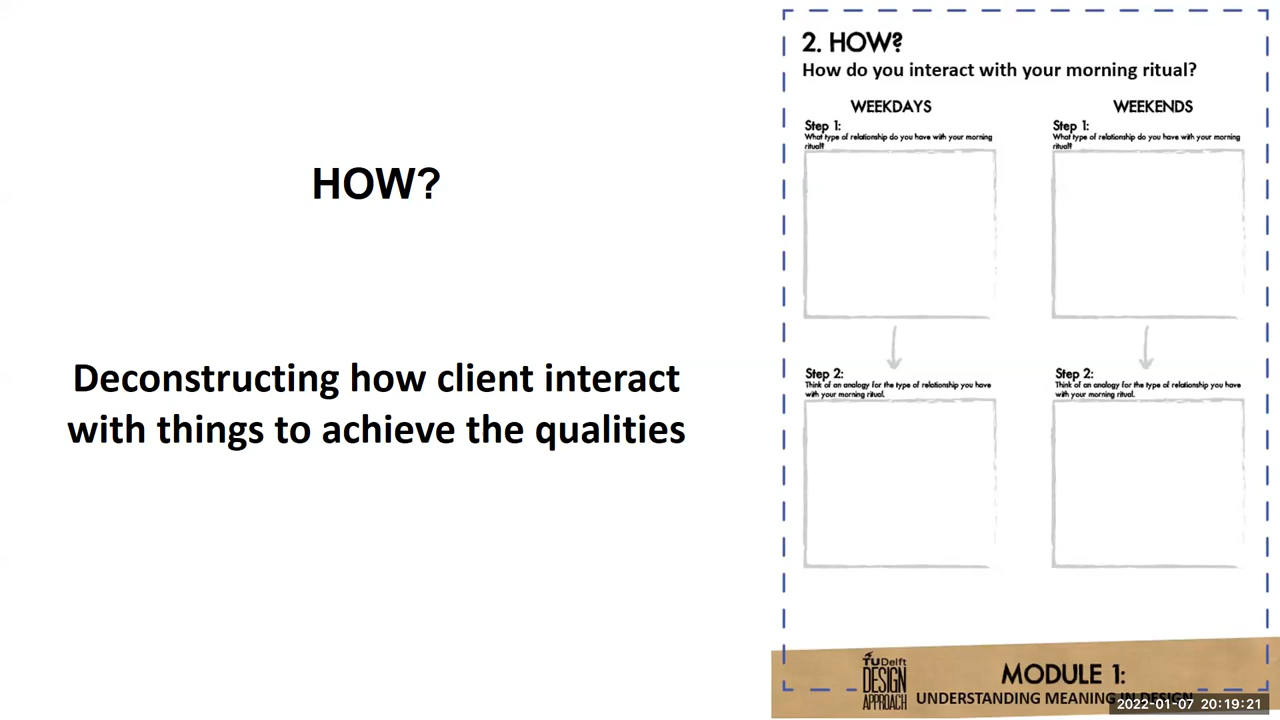 HOW?
Deconstructing how client interact
with things to achieve the qualities
2. HOW?
How do you interact with your morning ritual?
WEEKDAYS
Step 1:
What type of relationship do you have with your morning
ritual?
Step 2:
Think of an analogy for the type of relationship you have
with your morning ritual.
WEEKENDS
Step 1:
What type of relationship do you have with your morning
ritual?
Step 2:
Think of an analogy for the type of relationship you have
with your morning ritual.
TUDelft
DESIGN
APPROACH
MODULE 1:
UNDERSTANDING MEANING IN DESIGN
2022-01-07 20:19:21